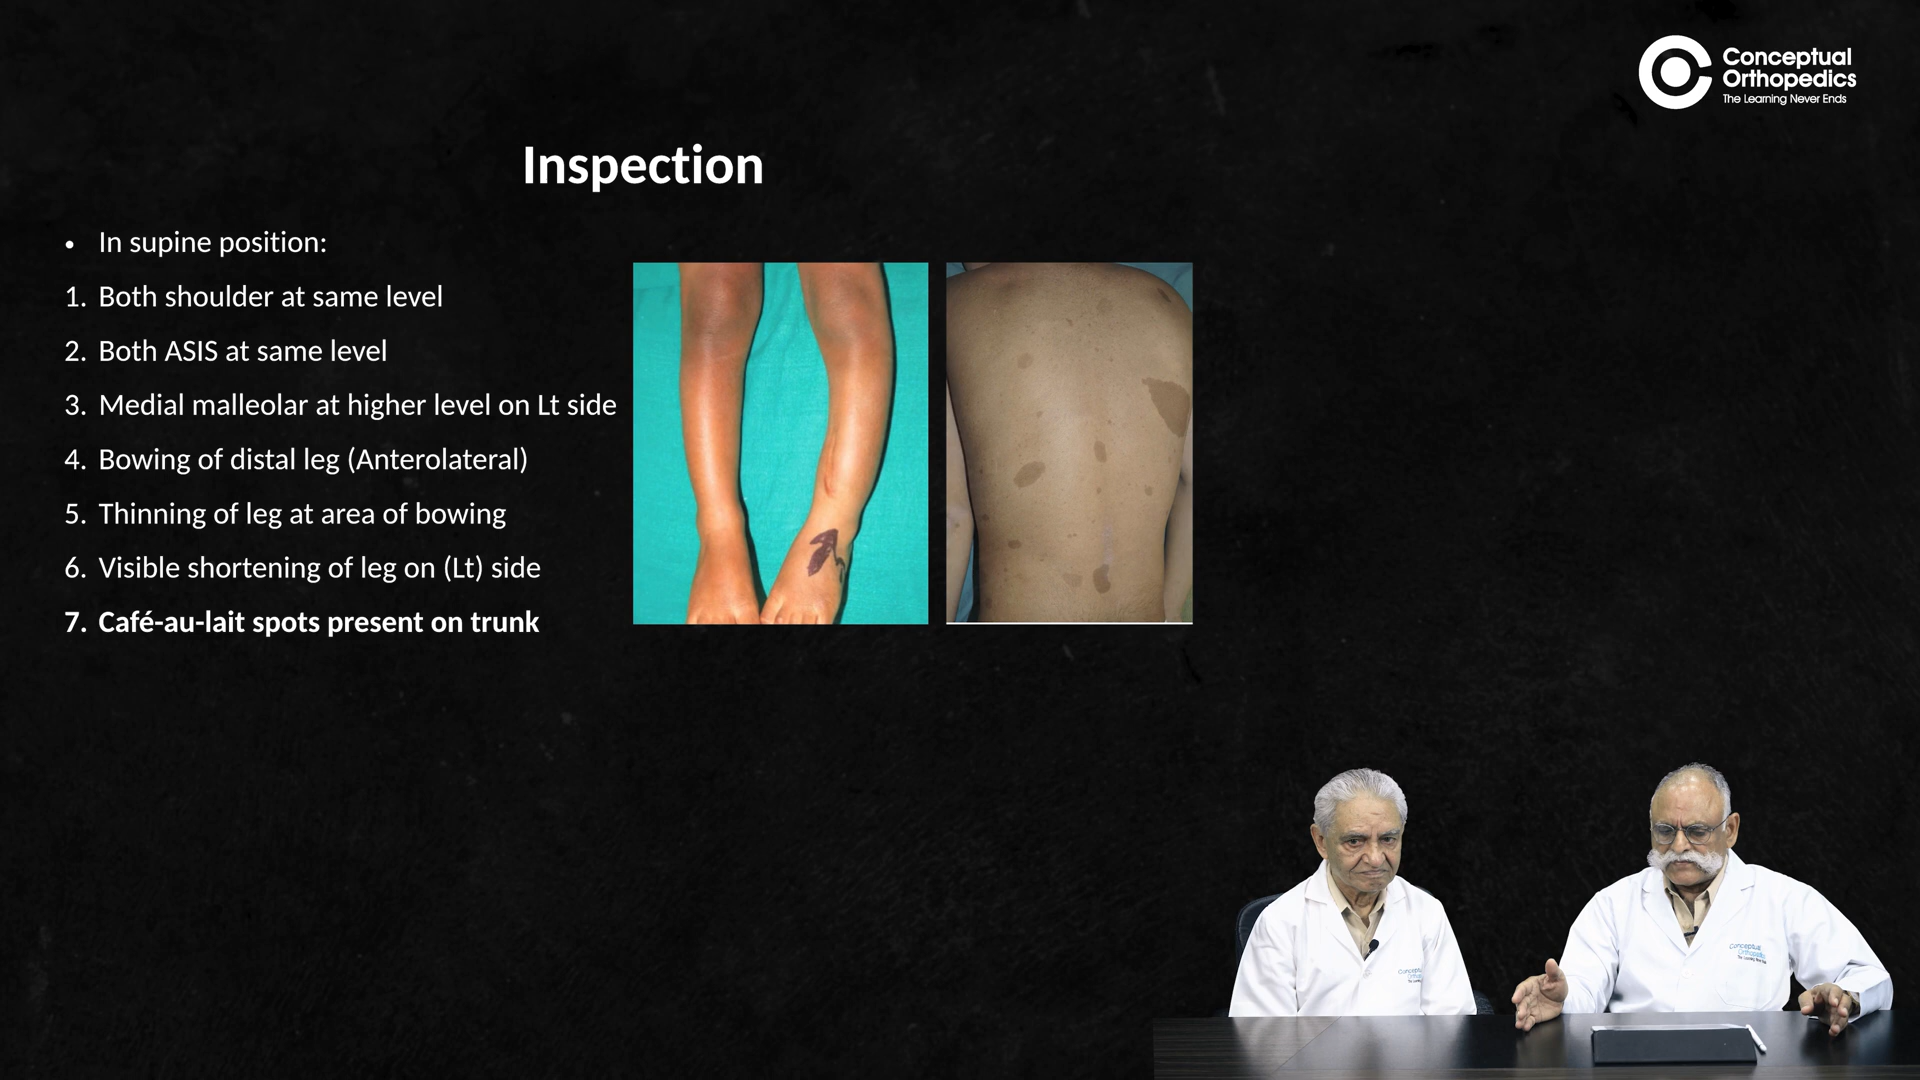 Conceptual
Orthopedics
The Learning Never Ends
Inspection
• In supine position:
1. Both shoulder at same level
2. Both ASIS at same level
3. Medial malleolar at higher level on Lt side
4. Bowing of distal leg (Anterolateral)
5. Thinning of leg at area of bowing
6. Visible shortening of leg on (Lt) side
7. Café-au-lait spots present on trunk
Conceptual